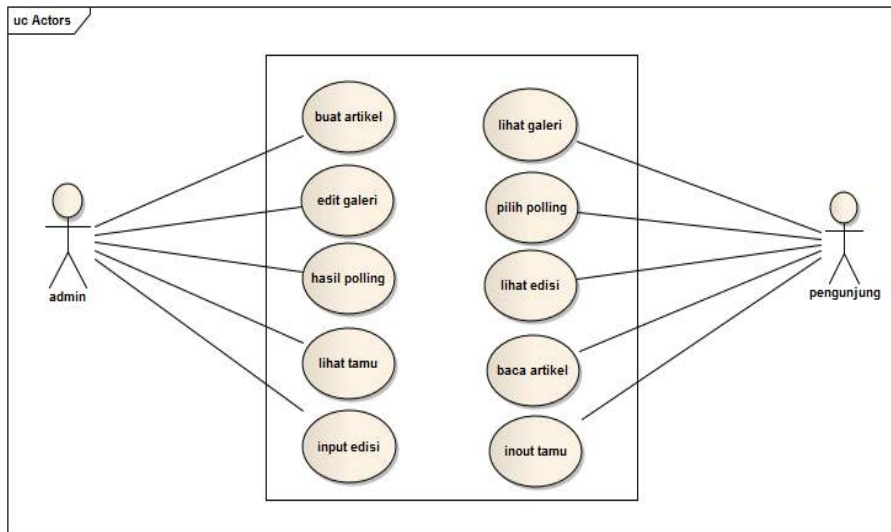 uc Actors
buat artikel
edit galeri
hasil polling
lihat tamu
input edisi
admin
lihat galeri
pilih polling
lihat edisi
baca artikel
inout tamu
pengunjung